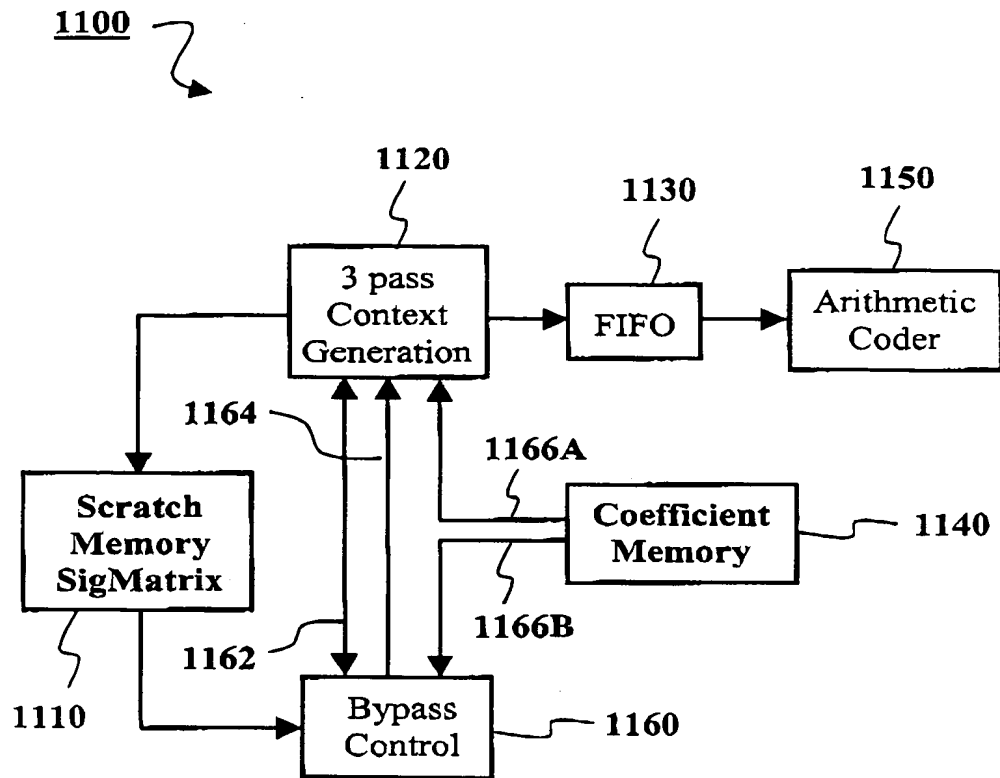 1100
1120
1130
1150
3 pass
Context
Generation
FIFO
Arithmetic
Coder
1164
1166A
Scratch
Memory
SigMatrix
Coefficient
Memory
1140
1166B
1162
1110
Bypass
Control
1160